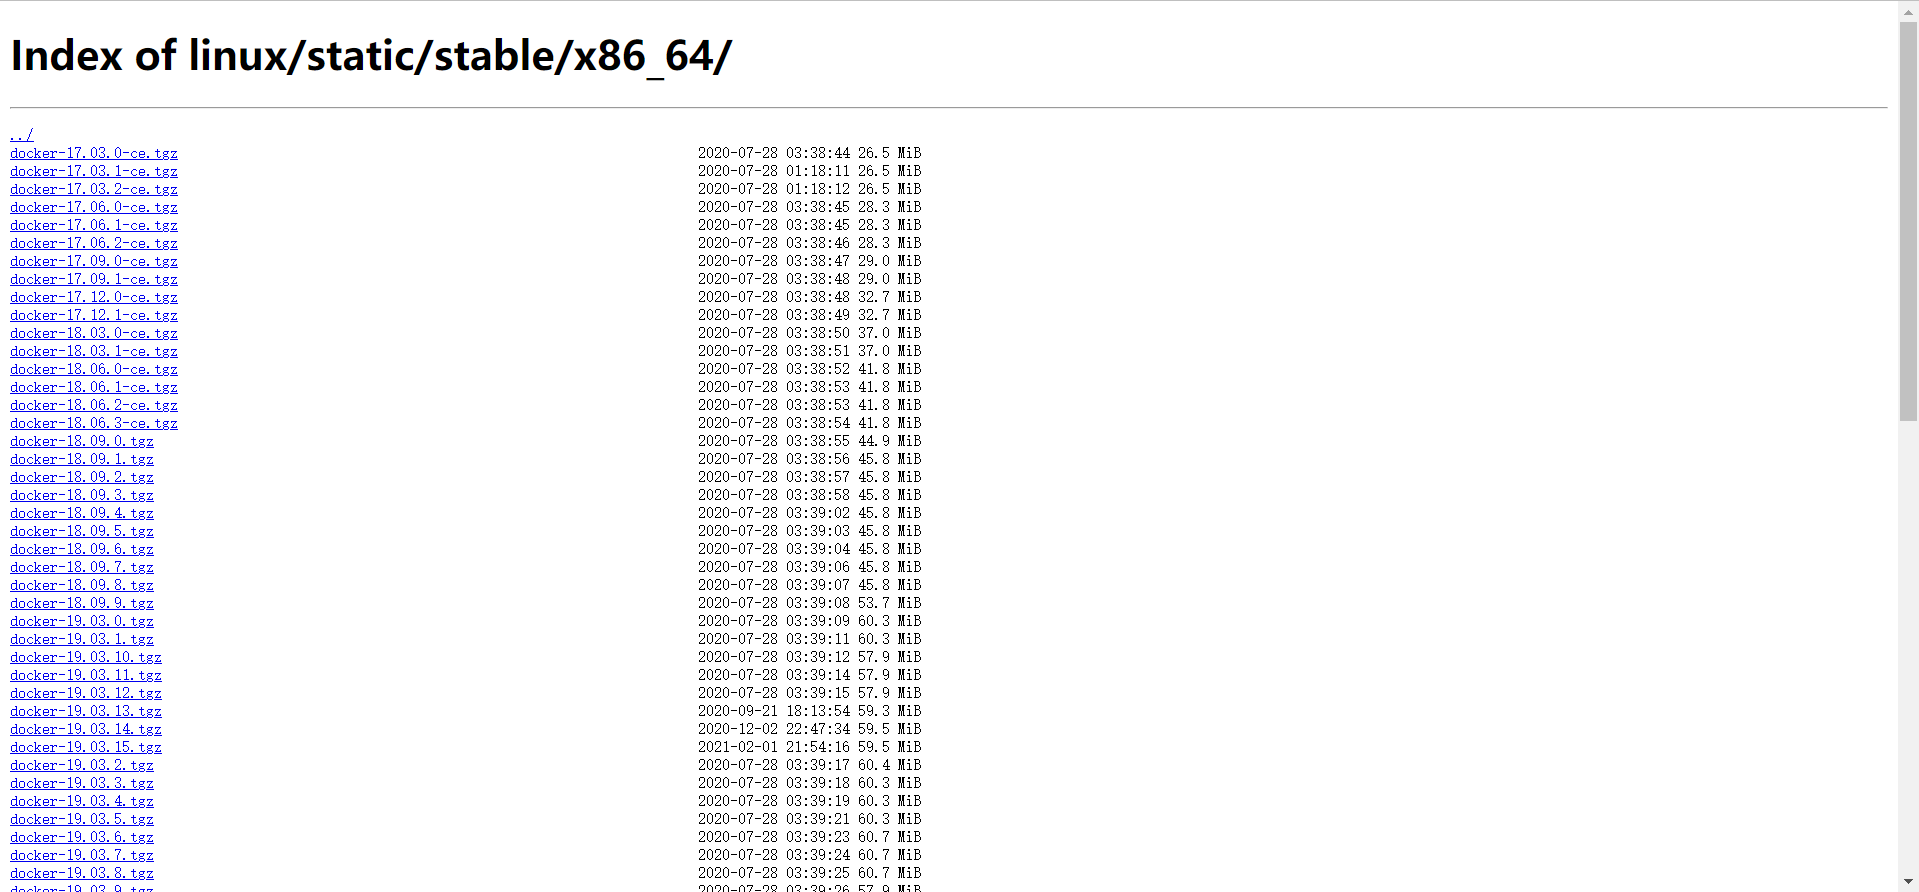 Index of linux/static/stable/x86_64/
../
docker-17.03.0-ce.tgz 2020-07-28 03:38:44 26.5 MiB
docker-17.03.1-ce.tgz 2020-07-28 01:18:11 26.5 MiB
docker-17.03.2-ce.tgz 2020-07-28 01:18:12 26.5 MiB
docker-17.06.0-ce.tgz 2020-07-28 03:38:45 28.3 MiB
docker-17.06.1-ce.tgz 2020-07-28 03:38:45 28.3 MiB
docker-17.06.2-ce.tgz 2020-07-28 03:38:46 28.3 MiB
docker-17.09.0-ce.tgz 2020-07-28 03:38:47 29.0 MiB
docker-17.09.1-ce.tgz 2020-07-28 03:38:48 29.0 MiB
docker-17.12.0-ce.tgz 2020-07-28 03:38:48 32.7 MiB
docker-17.12.1-ce.tgz 2020-07-28 03:38:49 32.7 MiB
docker-18.03.0-ce.tgz 2020-07-28 03:38:50 37.0 MiB
docker-18.03.1-ce.tgz 2020-07-28 03:38:51 37.0 MiB
docker-18.06.0-ce.tgz 2020-07-28 03:38:52 41.8 MiB
docker-18.06.1-ce.tgz 2020-07-28 03:38:53 41.8 MiB
docker-18.06.2-ce.tgz 2020-07-28 03:38:53 41.8 MiB
docker-18.06.3-ce.tgz 2020-07-28 03:38:54 41.8 MiB
docker-18.09.0.tgz 2020-07-28 03:38:55 44.9 MiB
docker-18.09.1.tgz 2020-07-28 03:38:56 45.8 MiB
docker-18.09.2.tgz 2020-07-28 03:38:57 45.8 MiB
docker-18.09.3.tgz 2020-07-28 03:38:58 45.8 MiB
docker-18.09.4.tgz 2020-07-28 03:39:02 45.8 MiB
docker-18.09.5.tgz 2020-07-28 03:39:03 45.8 MiB
docker-18.09.6.tgz 2020-07-28 03:39:04 45.8 MiB
docker-18.09.7.tgz 2020-07-28 03:39:06 45.8 MiB
docker-18.09.8.tgz 2020-07-28 03:39:07 45.8 MiB
docker-18.09.9.tgz 2020-07-28 03:39:08 53.7 MiB
docker-19.03.0.tgz 2020-07-28 03:39:09 60.3 MiB
docker-19.03.1.tgz 2020-07-28 03:39:11 60.3 MiB
docker-19.03.10.tgz 2020-07-28 03:39:12 57.9 MiB
docker-19.03.11.tgz 2020-07-28 03:39:14 57.9 MiB
docker-19.03.12.tgz 2020-07-28 03:39:15 57.9 MiB
docker-19.03.13.tgz 2020-09-21 18:13:54 59.3 MiB
docker-19.03.14.tgz 2020-12-02 22:47:34 59.5 MiB
docker-19.03.15.tgz 2021-02-01 21:54:16 59.5 MiB
docker-19.03.2.tgz 2020-07-28 03:39:17 60.4 MiB
docker-19.03.3.tgz 2020-07-28 03:39:18 60.3 MiB
docker-19.03.4.tgz 2020-07-28 03:39:19 60.3 MiB
docker-19.03.5.tgz 2020-07-28 03:39:21 60.3 MiB
docker-19.03.6.tgz 2020-07-28 03:39:23 60.7 MiB
docker-19.03.7.tgz 2020-07-28 03:39:24 60.7 MiB
docker-19.03.8.tgz 2020-07-28 03:39:25 60.7 MiB
docker-19.03.9.tgz 2020-07-28 03:39:26 57.9 MiB